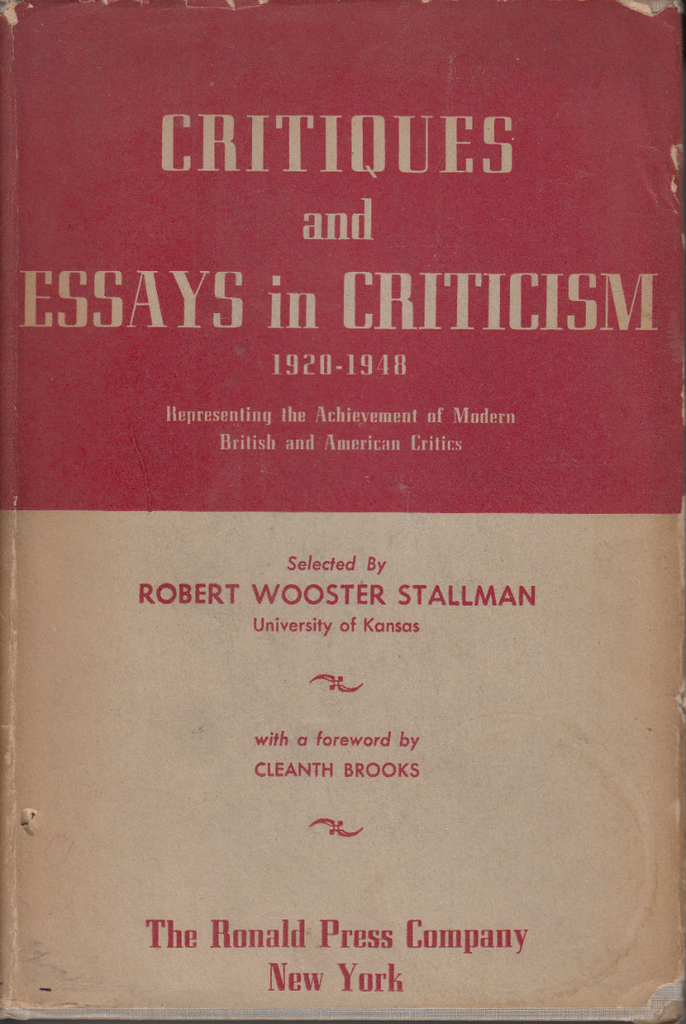 CRITIQUES
and
ESSAYS in CRITICISM
1920-1948
Representing the Achievement of Modern
British and American Critics
Selected By
ROBERT WOOSTER STALLMAN
University of Kansas
with a foreword by
CLEANTH BROOKS
The Ronald Press Company
New York